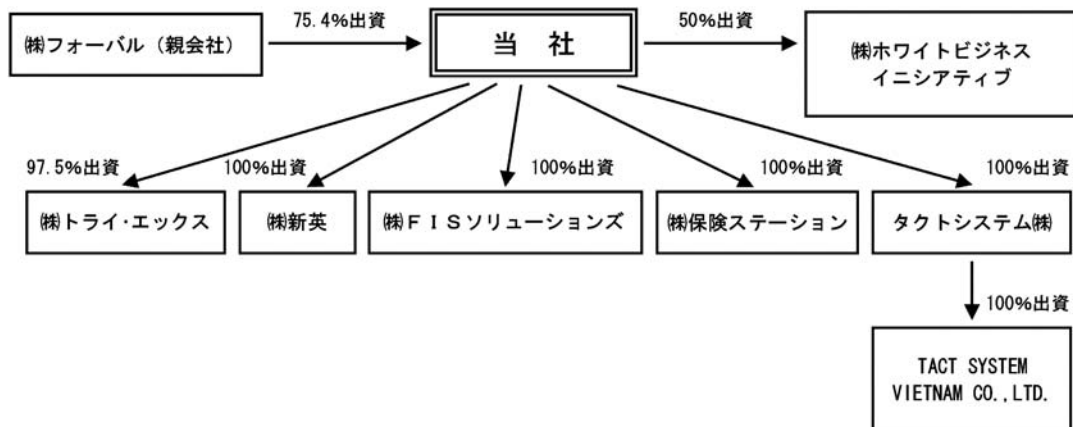 75.4%出資
50%出資
㈱フォーバル（親会社）
当 社
㈱ホワイトビジネス
イニシアティブ
97.5%出資
100%出資
100%出資
100%出資
100%出資
㈱トライ・エックス
㈱新英
㈱ＦＩＳソリューションズ
㈱保険ステーション
タクトシステム㈱
100%出資
TACT SYSTEM
VIETNAM CO.,LTD.